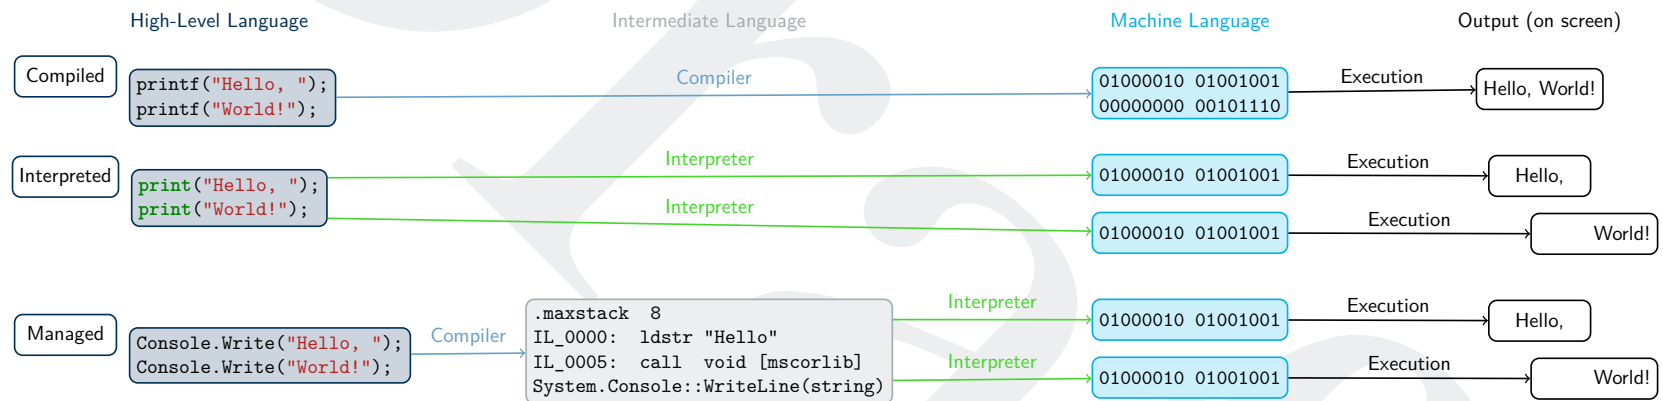 High-Level Language
Intermediate Language
Machine Language
Output (on screen)
Compiled
printf("Hello, ");
printf("World!");
Compiler
01000010 01001001
00000000 00101110
Execution
Hello, World!
Interpreted
print("Hello, ");
print("World!");
Interpreter
01000010 01001001
Execution
Hello,
Interpreter
01000010 01001001
Execution
World!
Managed
Console.Write("Hello, ");
Console.Write("World!");
Compiler
.maxstack 8
IL_0000: ldstr "Hello"
IL_0005: call void [mscorlib]
System.Console::WriteLine(string)
Interpreter
01000010 01001001
Execution
Hello,
Interpreter
01000010 01001001
Execution
World!